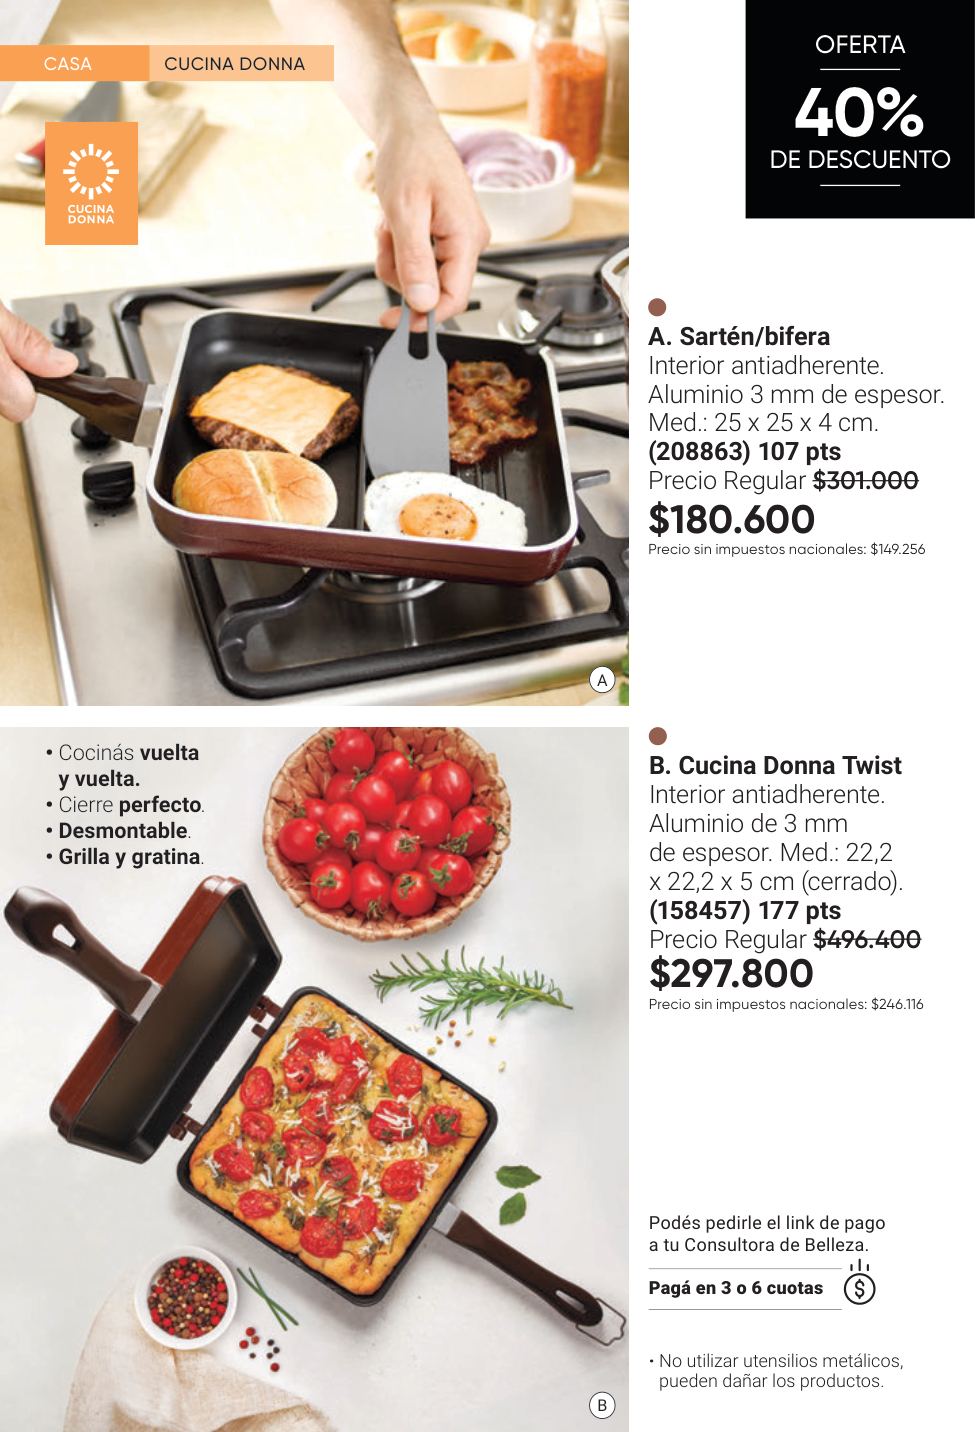 CASA
CUCINA DONNA
CUCINA
DONNA
OFERTA
40%
DE DESCUENTO
A. Sartén/bifera
Interior antiadherente.
Aluminio 3 mm de espesor.
Med.: 25 x 25 x 4 cm.
(208863) 107 pts
Precio Regular $301.000
$180.600
Precio sin impuestos nacionales: $149.256
A
• Cocinás vuelta
y vuelta.
• Cierre perfecto.
• Desmontable.
• Grilla y gratina.
B. Cucina Donna Twist
Interior antiadherente.
Aluminio de 3 mm
de espesor. Med.: 22,2
x 22,2 x 5 cm (cerrado).
(158457) 177 pts
Precio Regular $496.400
$297.800
Precio sin impuestos nacionales: $246.116
Podés pedirle el link de pago
a tu Consultora de Belleza.
Pagá en 3 o 6 cuotas
$
• No utilizar utensilios metálicos,
pueden dañar los productos.
B